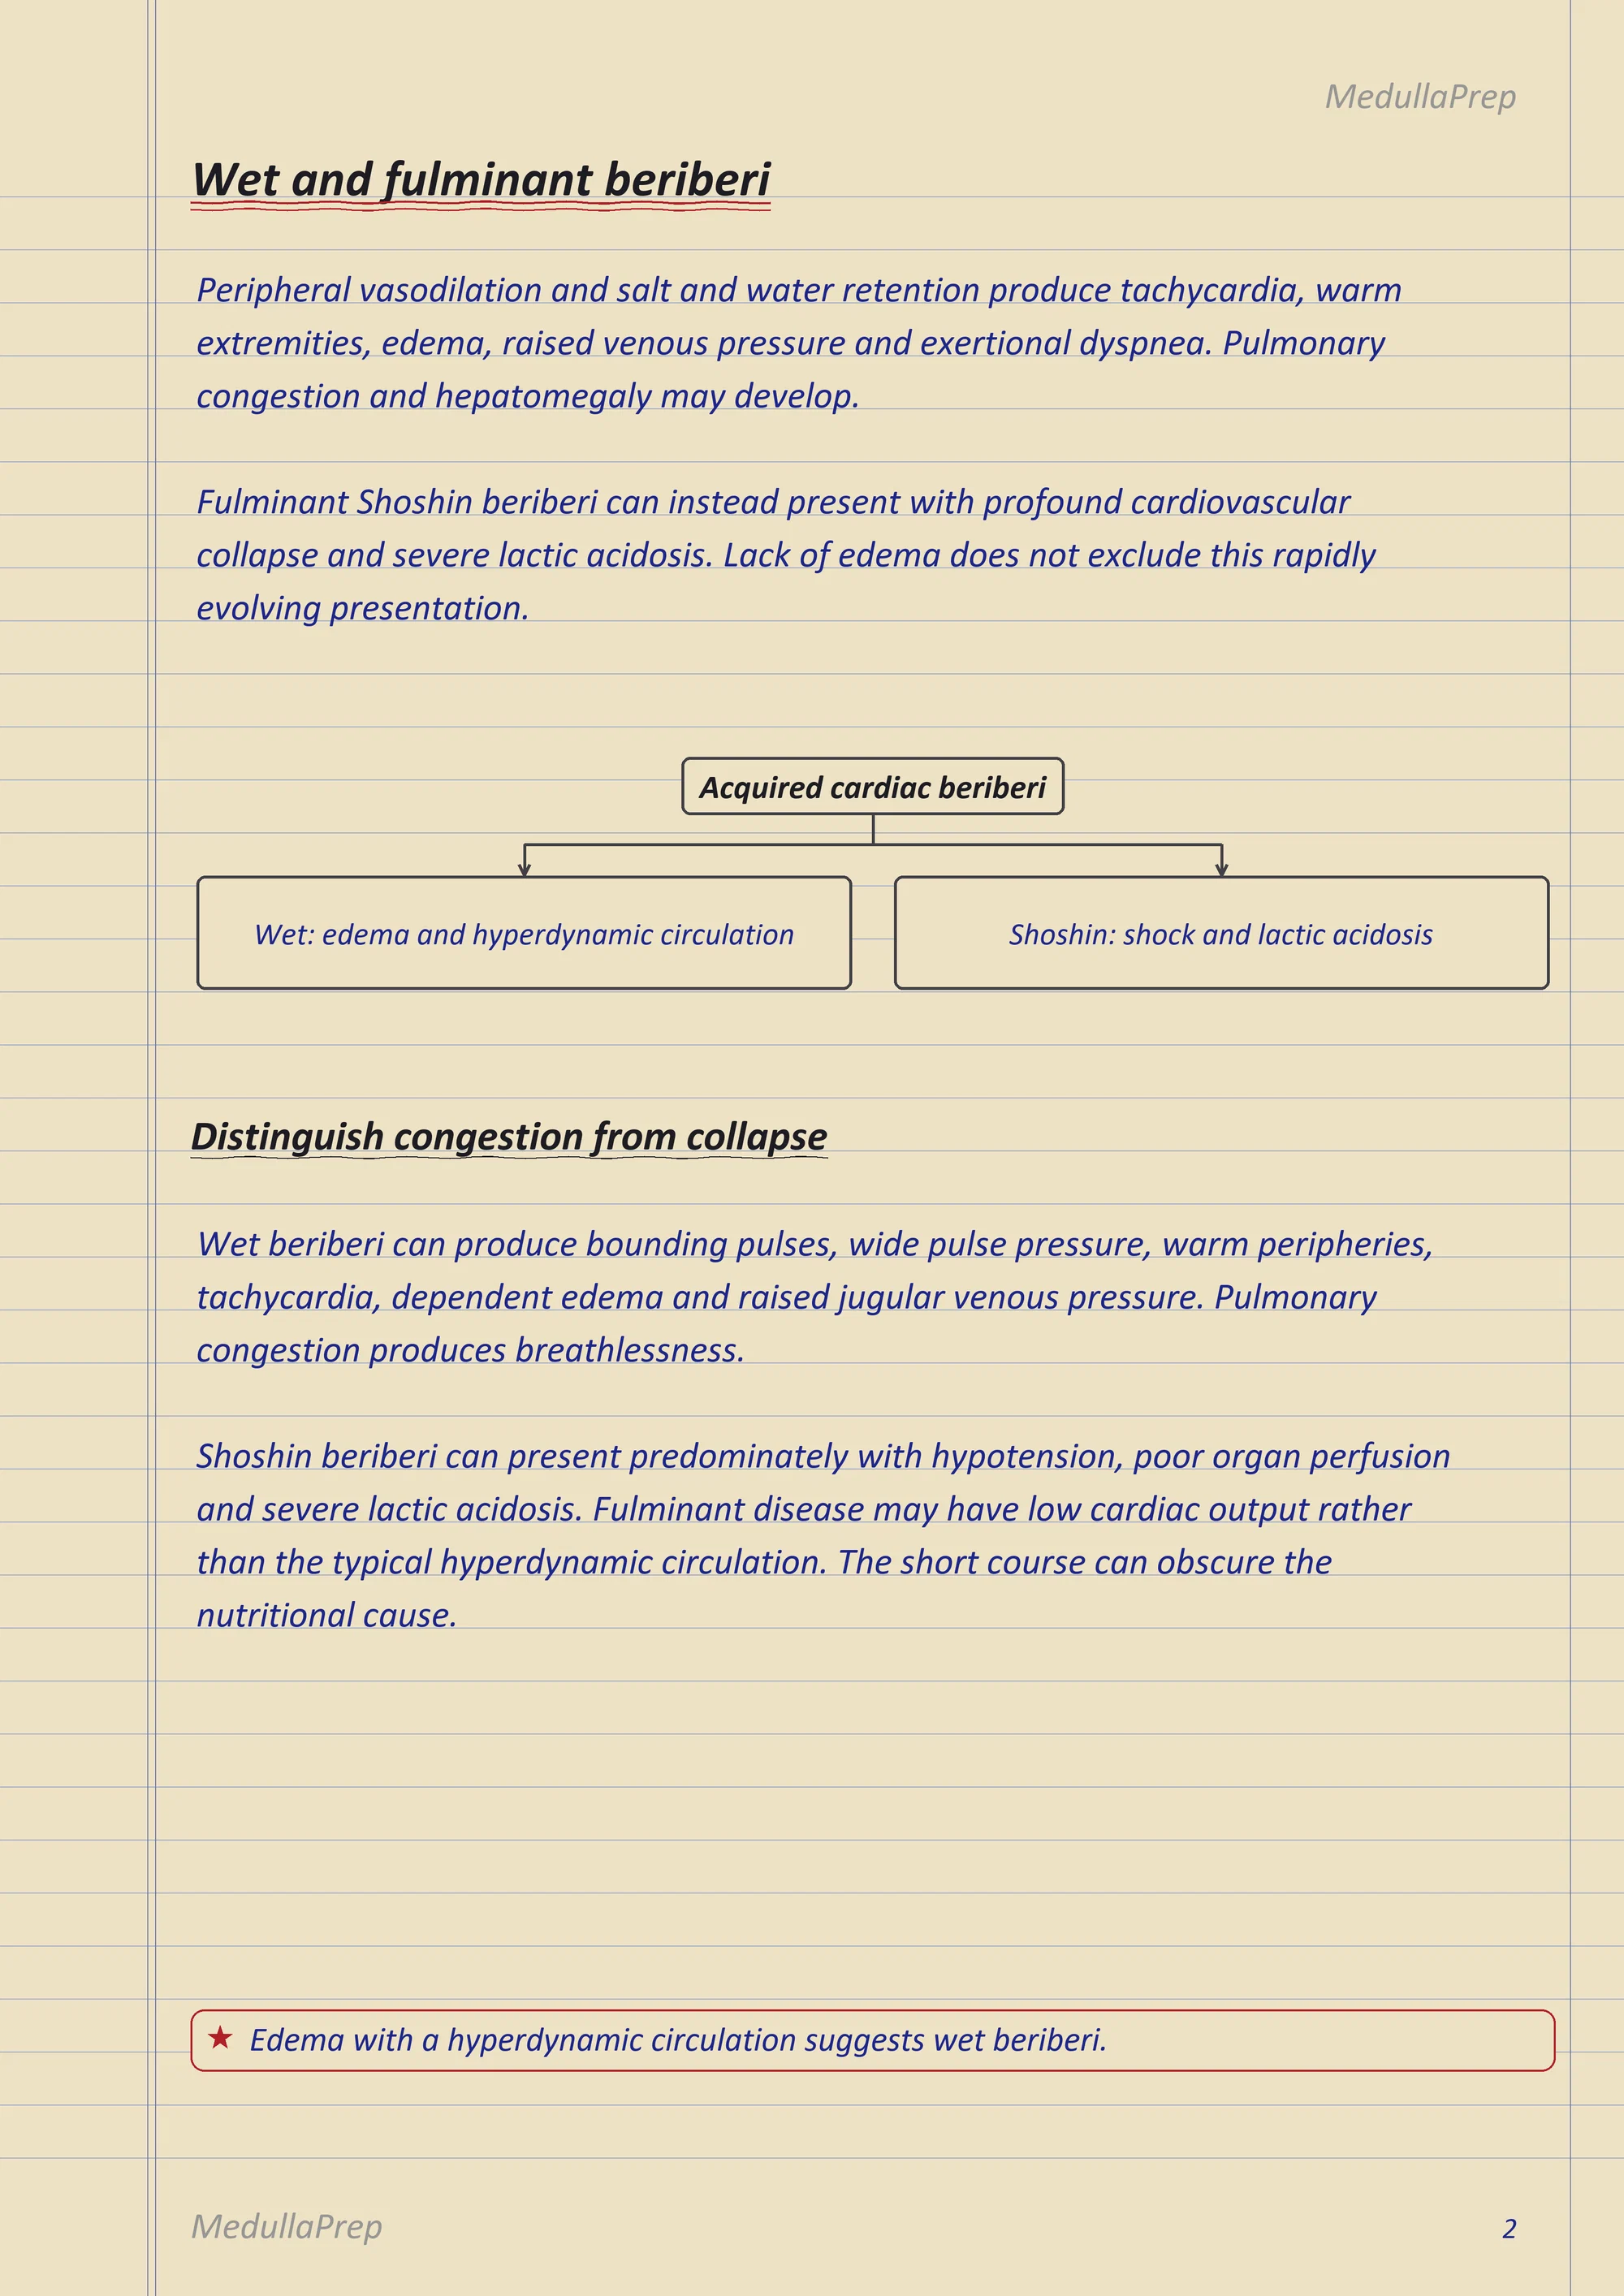 MedullaPrep
Wet and fulminant beriberi
Peripheral vasodilation and salt and water retention produce tachycardia, warm
extremities, edema, raised venous pressure and exertional dyspnea. Pulmonary
congestion and hepatomegaly may develop.
Fulminant Shoshin beriberi can instead present with profound cardiovascular
collapse and severe lactic acidosis. Lack of edema does not exclude this rapidly
evolving presentation.
Acquired cardiac beriberi
Wet: edema and hyperdynamic circulation
Shoshin: shock and lactic acidosis
Distinguish congestion from collapse
Wet beriberi can produce bounding pulses, wide pulse pressure, warm peripheries,
tachycardia, dependent edema and raised jugular venous pressure. Pulmonary
congestion produces breathlessness.
Shoshin beriberi can present predominately with hypotension, poor organ perfusion
and severe lactic acidosis. Fulminant disease may have low cardiac output rather
than the typical hyperdynamic circulation. The short course can obscure the
nutritional cause.
★ Edema with a hyperdynamic circulation suggests wet beriberi.
MedullaPrep
2